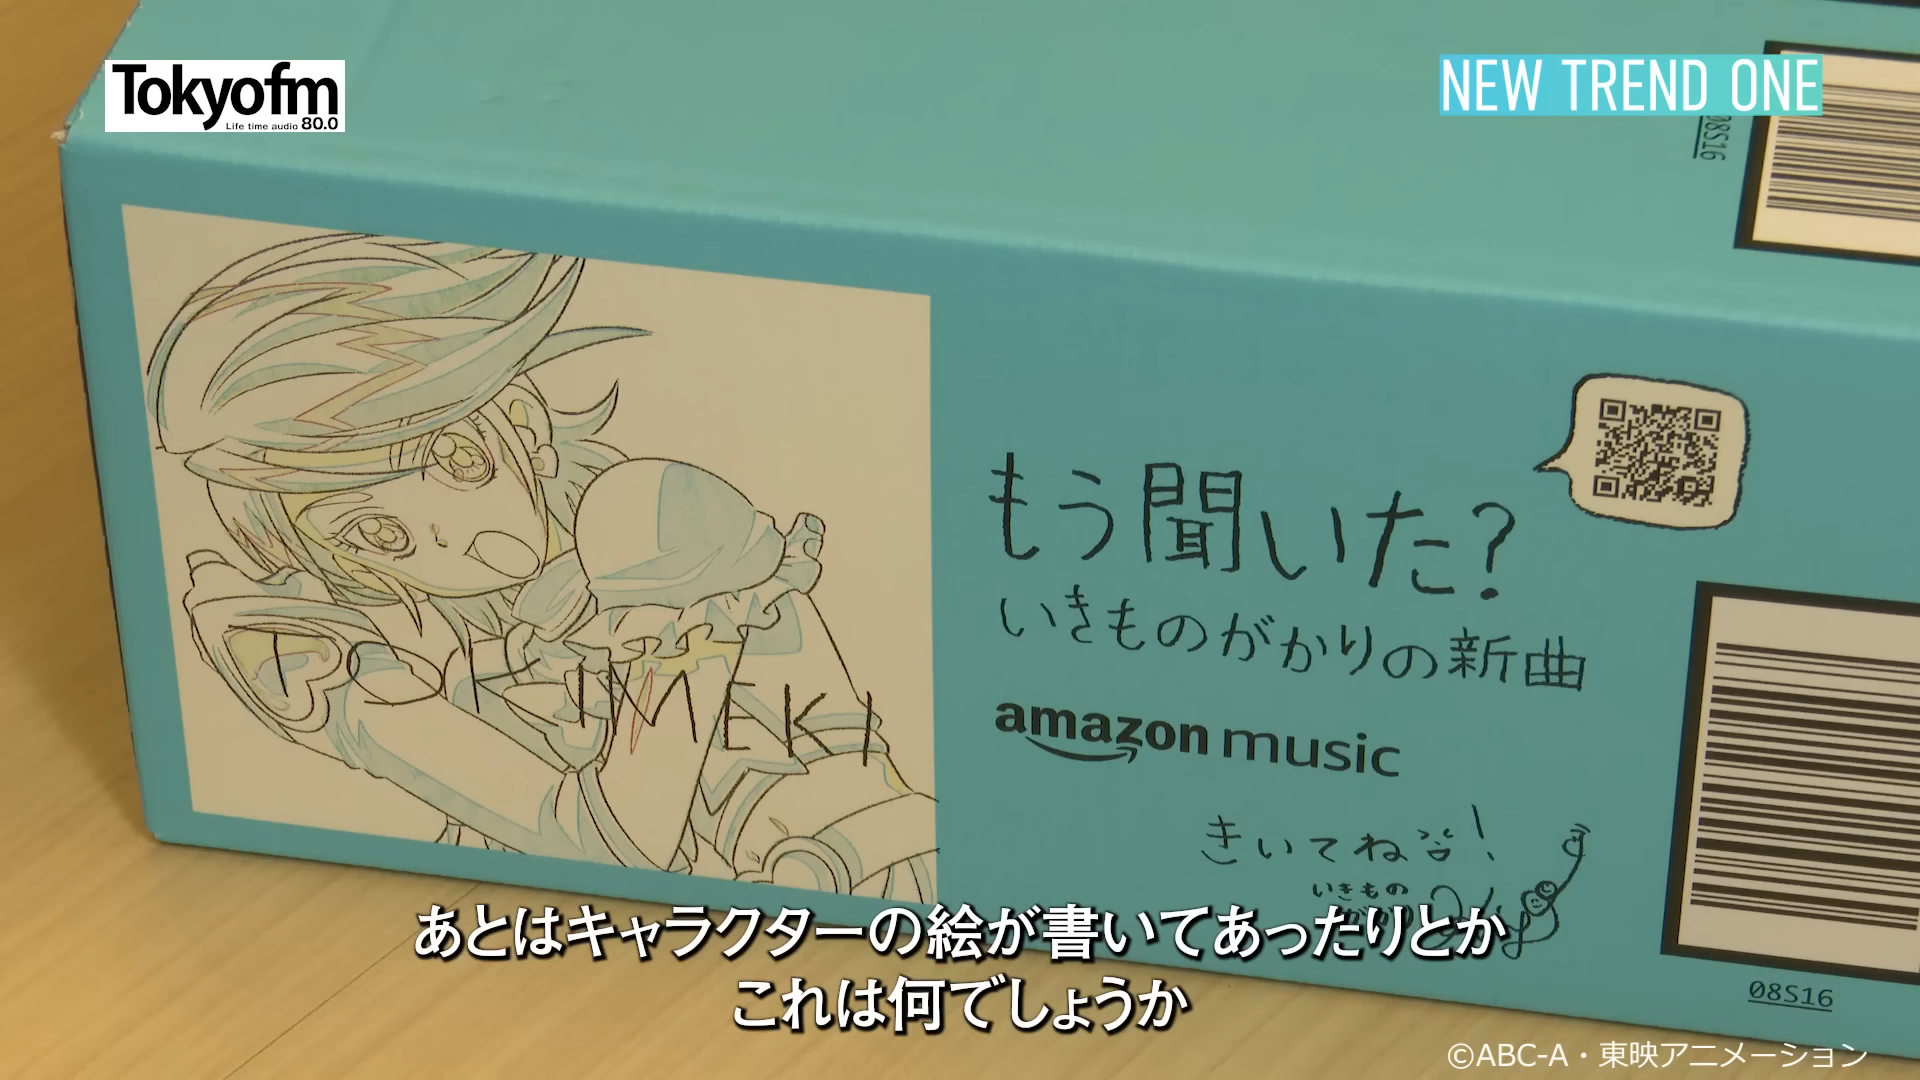 Tokyofm
Life time audio 80.0
NEW TREND ONE
08S16
もう聞いた?
いきものがかりの新曲
amazon music
TOKIMEKI
きいてね!
いきもの
あとはキャラクターの絵が書いてあったりとか
これは何でしょうか
08S16
©ABC-A・東映アニメーション